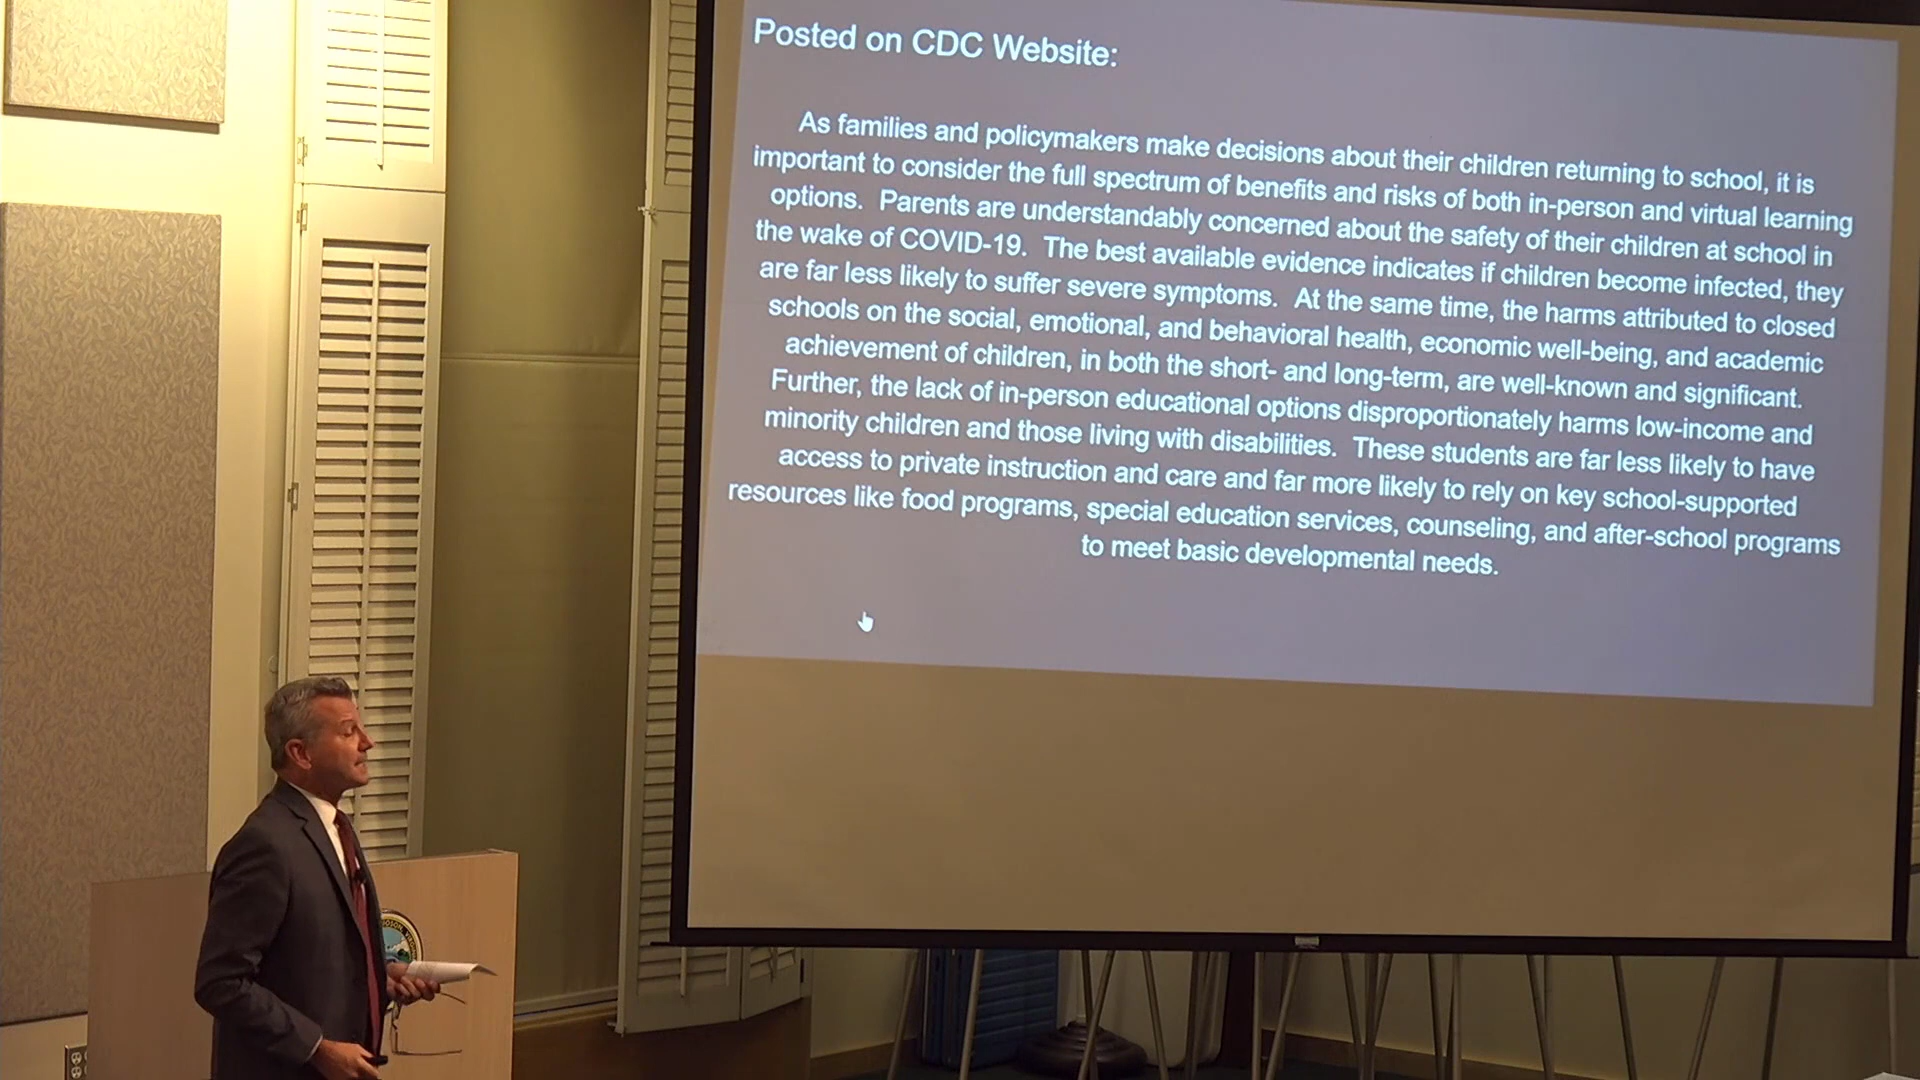 Posted on CDC Website:
As families and policymakers make decisions about their children returning to school, it is
important to consider the full spectrum of benefits and risks of both in-person and virtual learning
options. Parents are understandably concerned about the safety of their children at school in
the wake of COVID-19. The best available evidence indicates if children become infected, they
are far less likely to suffer severe symptoms. At the same time, the harms attributed to closed
schools on the social, emotional, and behavioral health, economic well-being, and academic
achievement of children, in both the short- and long-term, are well-known and significant.
Further, the lack of in-person educational options disproportionately harms low-income and
minority children and those living with disabilities. These students are far less likely to have
access to private instruction and care and far more likely to rely on key school-supported
resources like food programs, special education services, counseling, and after-school programs
to meet basic developmental needs.